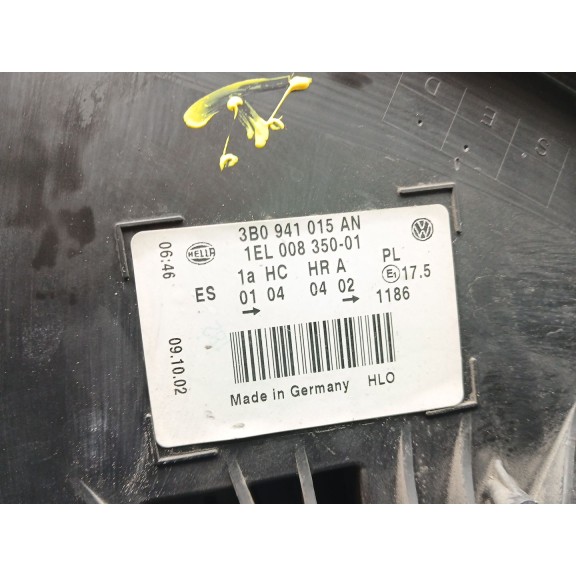 S E D
3B0 941 015 AN
1EL 008 350-01
HELLA
1a HC HR A PL
ES 01 04 04 02 E1 17.5
→ → 1186
06:46
09.10.02
Made in Germany HLO